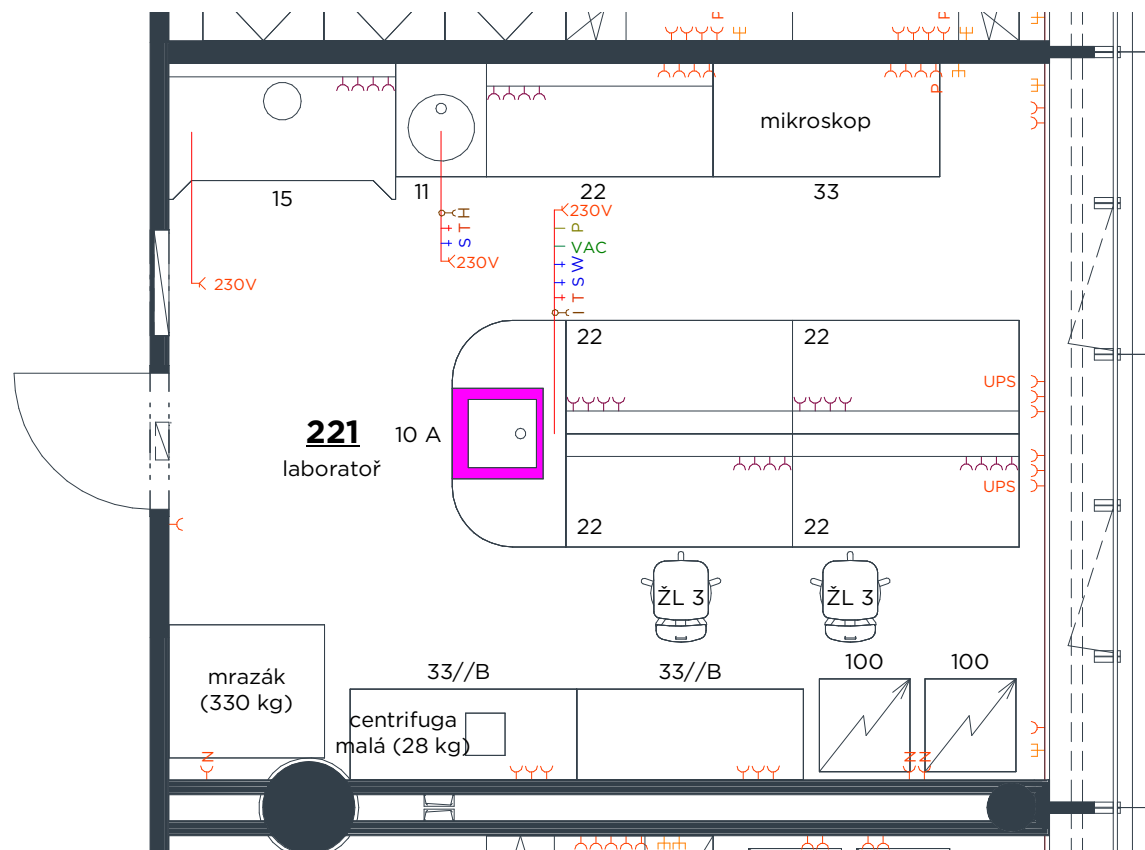 P
E
P
E
P
E
mikroskop
15
11
22
33
H
T
S
230V
230V
P
VAC
W
S
T
I
230V
22
22
UPS
221
laboratoř
10 A
UPS
22
22
ŽL 3
ŽL 3
mrazák
(330 kg)
33//B
33//B
100
100
centrifuga
malá (28 kg)
N
N
N